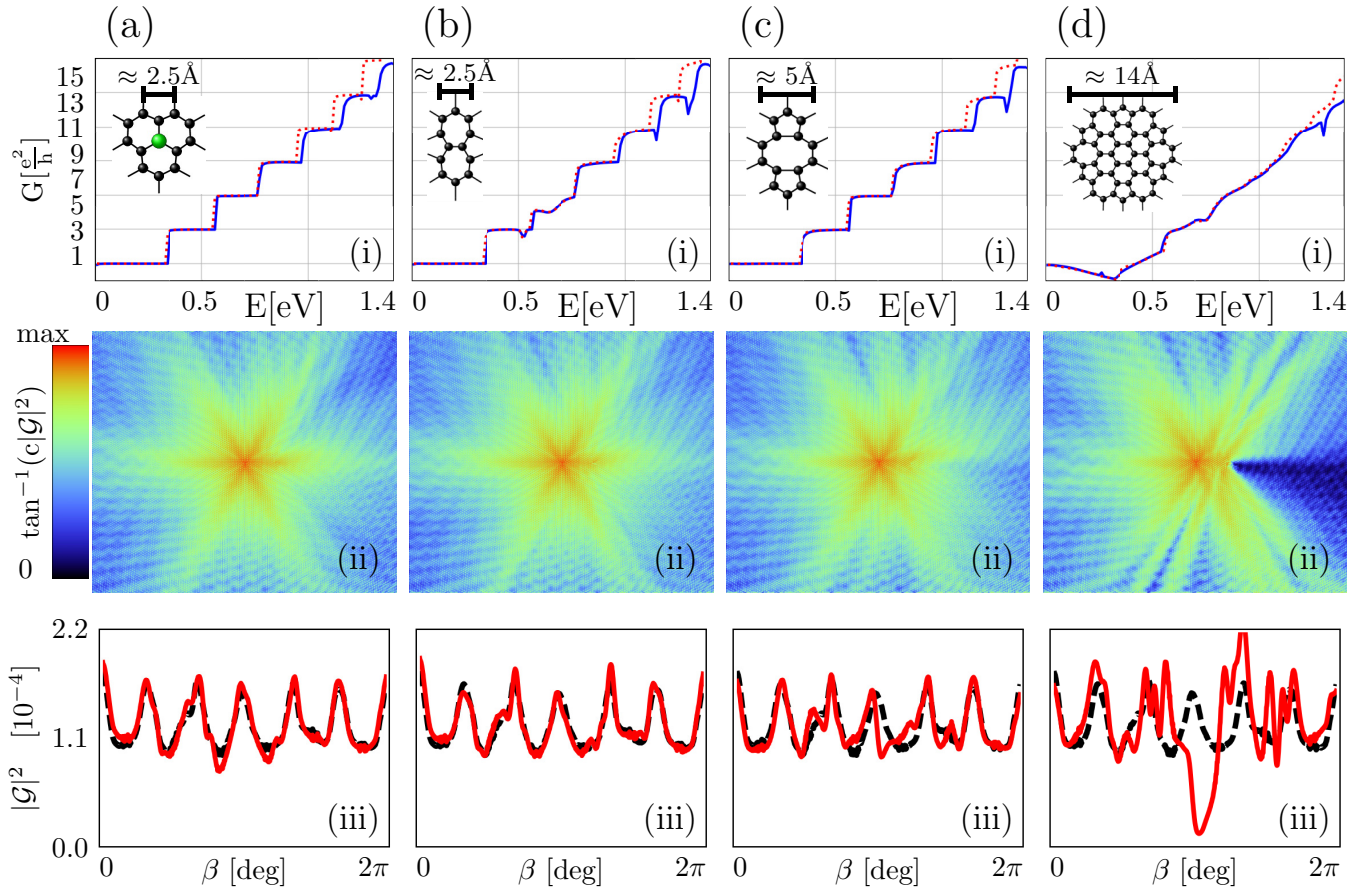 (a) (b) (c) (d)
≈ 2.5Å ≈ 2.5Å ≈ 5Å ≈ 14Å
G[e²/h]
15
13
11
9
7
5
3
1
(i) (i) (i) (i)
0 0.5 E[eV] 1.4 0 0.5 E[eV] 1.4 0 0.5 E[eV] 1.4 0 0.5 E[eV] 1.4
max
tan⁻¹(c|𝒢|²)
0
(ii) (ii) (ii) (ii)
2.2
|𝒢|² [10⁻⁴]
1.1
0.0
(iii) (iii) (iii) (iii)
0 β [deg] 2π 0 β [deg] 2π 0 β [deg] 2π 0 β [deg] 2π